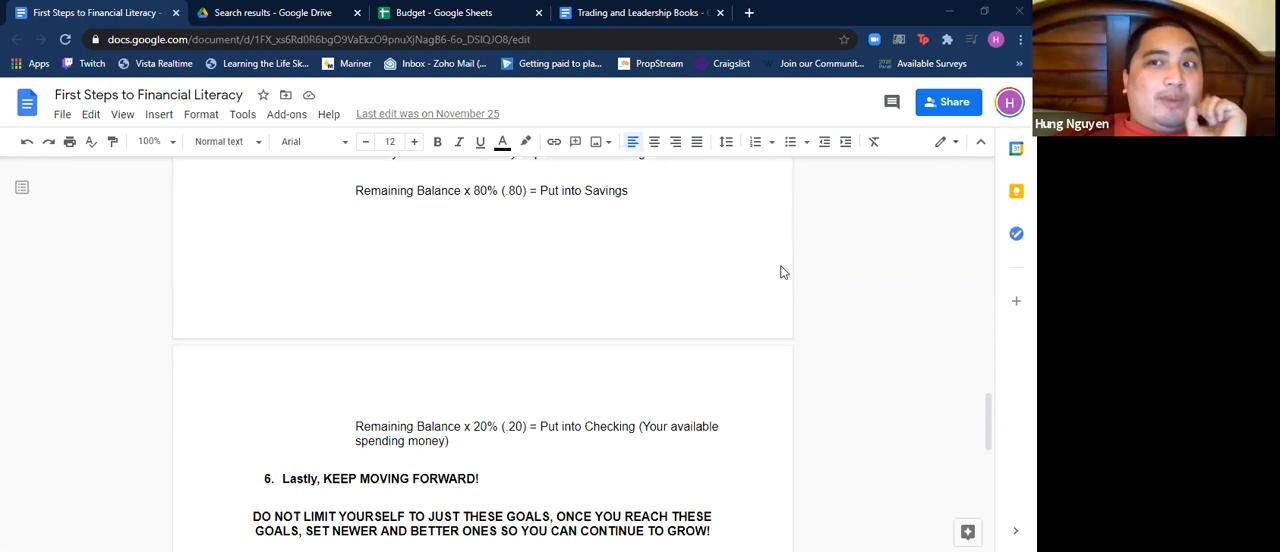 First Steps to Financial Literacy -
Search results - Google Drive
Budget - Google Sheets
Trading and Leadership Books -
docs.google.com/document/d/1FX_xs6Rd0R6bgO9VaEkzO9pnuXjNagB6-6o_DSlQJO8/edit
Apps
Twitch
Vista Realtime
Learning the Life Sk...
Mariner
Inbox - Zoho Mail (...
Getting paid to pla...
PropStream
Craigslist
Join our Communit...
Available Surveys
»
First Steps to Financial Literacy
File Edit View Insert Format Tools Add-ons Help
Last edit was on November 25
Share
H
Hung Nguyen
100%
Normal text
Arial
12
B I U A
Remaining Balance x 80% (.80) = Put into Savings
Remaining Balance x 20% (.20) = Put into Checking (Your available
spending money)
6. Lastly, KEEP MOVING FORWARD!
DO NOT LIMIT YOURSELF TO JUST THESE GOALS, ONCE YOU REACH THESE
GOALS, SET NEWER AND BETTER ONES SO YOU CAN CONTINUE TO GROW!